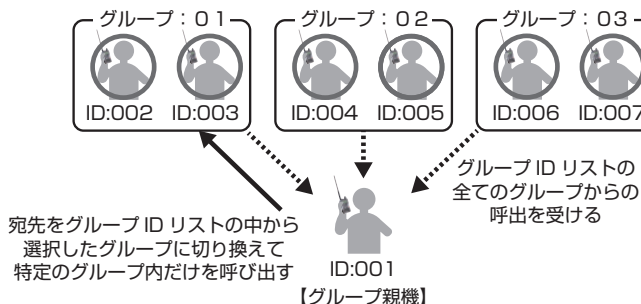 グループ：０１
グループ：０２
グループ：０３
ID:002 ID:003
ID:004 ID:005
ID:006 ID:007
グループ ID リストの
全てのグループからの
呼出を受ける
宛先をグループ ID リストの中から
選択したグループに切り換えて
特定のグループ内だけを呼び出す
ID:001
【グループ親機】